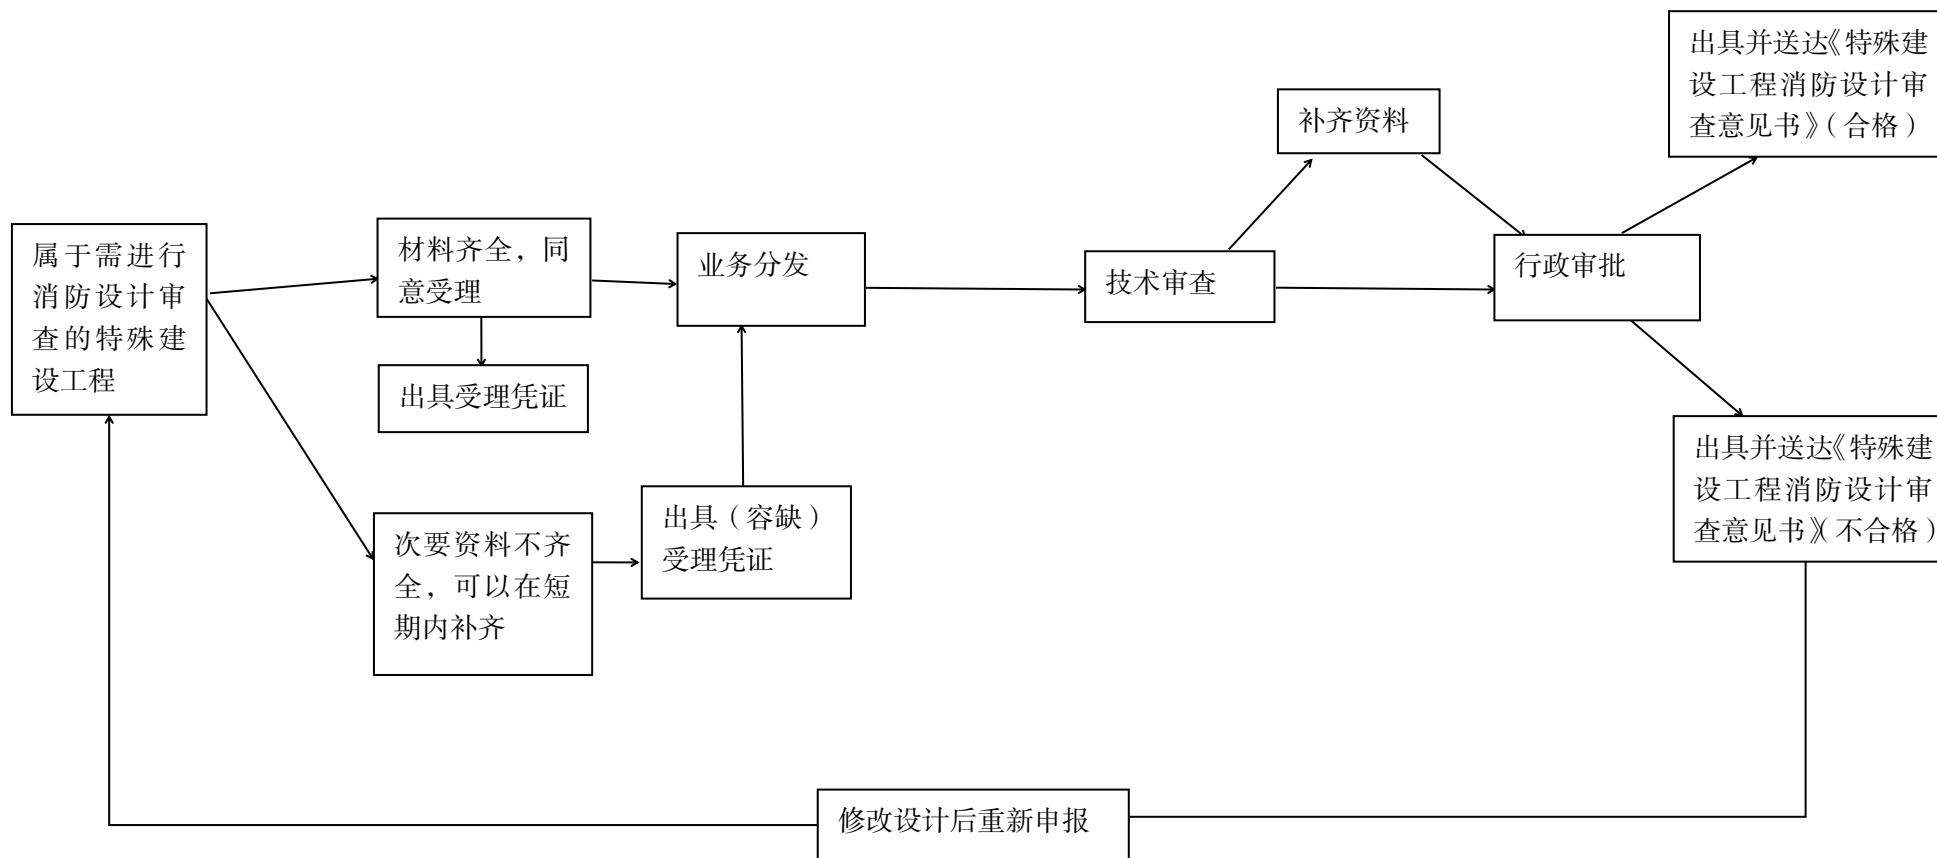 属于需进行
消防设计审
查的特殊建
设工程
材料齐全，同
意受理
出具受理凭证
次要资料不齐
全，可以在短
期内补齐
出具（容缺）
受理凭证
业务分发
技术审查
补齐资料
行政审批
出具并送达《特殊建
设工程消防设计审
查意见书》（合格）
出具并送达《特殊建
设工程消防设计审
查意见书》（不合格）
修改设计后重新申报